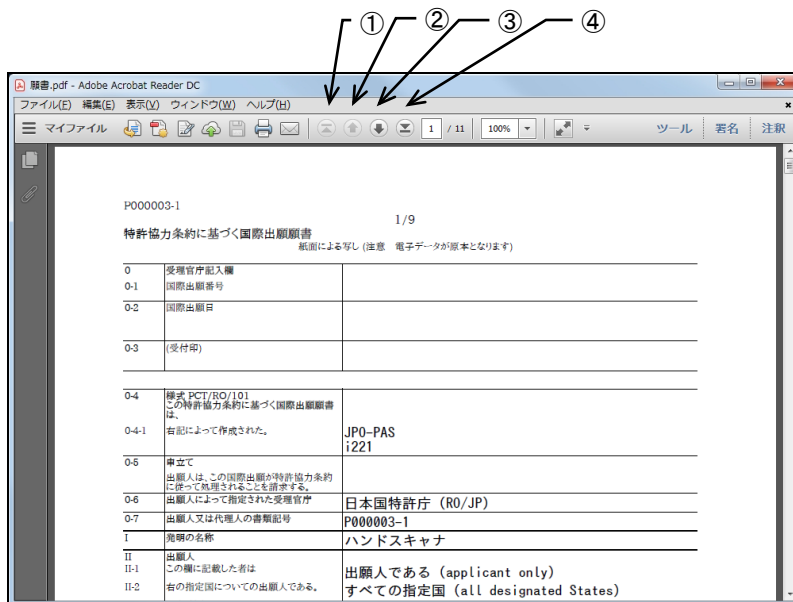 ① ② ③ ④
願書.pdf - Adobe Acrobat Reader DC
ファイル(F) 編集(E) 表示(V) ウィンドウ(W) ヘルプ(H)
マイファイル 1 / 11 100% ツール 署名 注釈
P000003-1
1/9
特許協力条約に基づく国際出願願書
紙面による写し (注意 電子データが原本となります)
0 受理官庁記入欄
0-1 国際出願番号
0-2 国際出願日
0-3 (受付印)
0-4 様式 PCT/RO/101
この特許協力条約に基づく国際出願願書
は、
0-4-1 右記によって作成された。 JPO-PAS
i221
0-5 申立て
出願人は、この国際出願が特許協力条約
に従って処理されることを請求する。
0-6 出願人によって指定された受理官庁 日本国特許庁 (RO/JP)
0-7 出願人又は代理人の書類記号 P000003-1
I 発明の名称 ハンドスキャナ
II 出願人
II-1 この欄に記載した者は 出願人である (applicant only)
II-2 右の指定国についての出願人である。 すべての指定国 (all designated States)